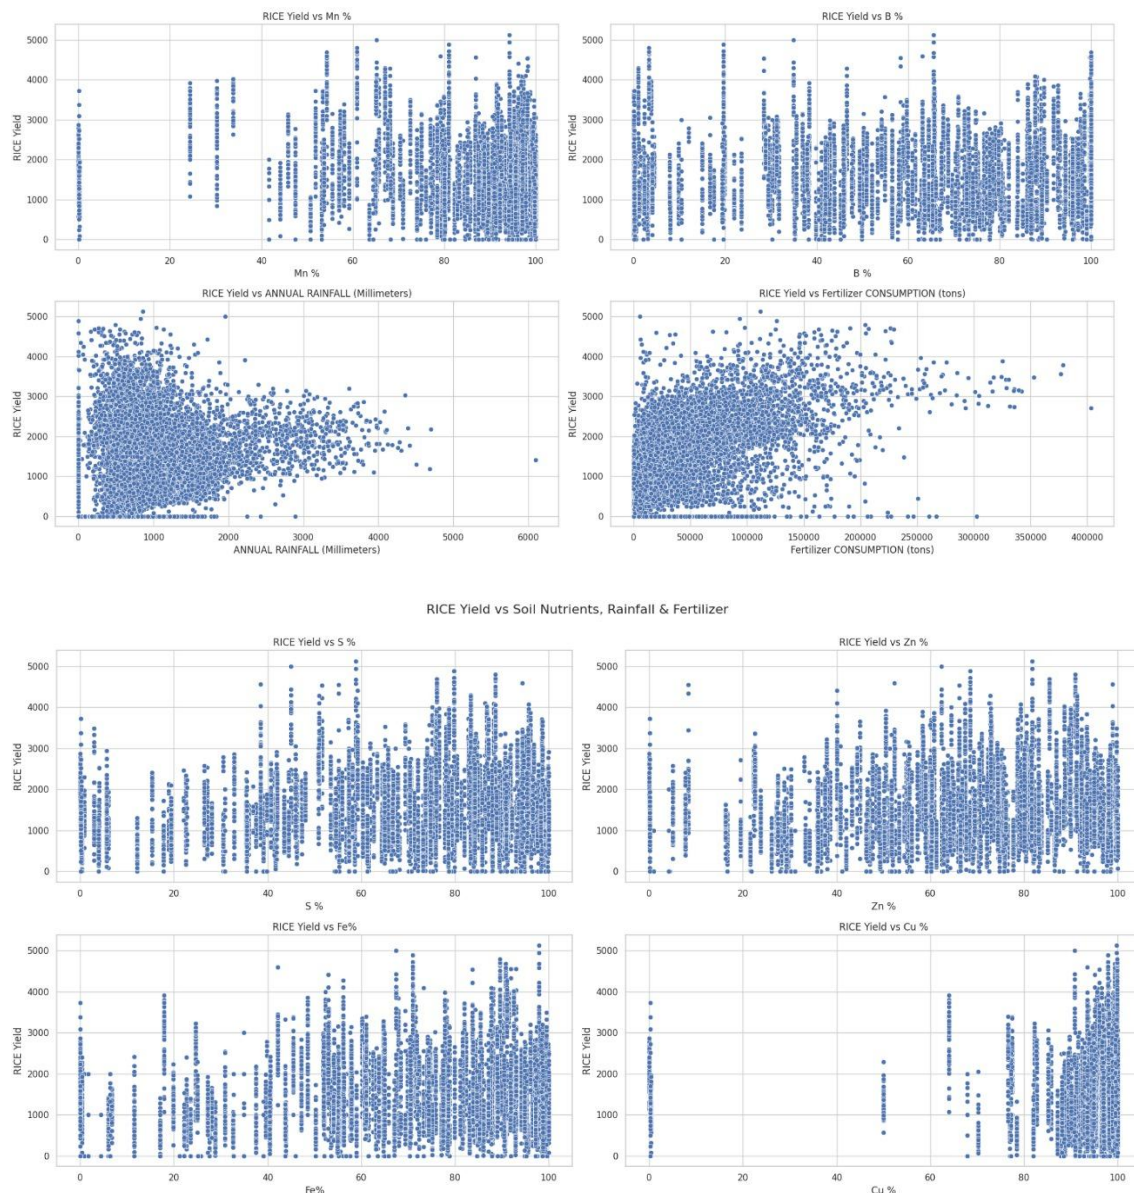 RICE Yield vs Mn %
RICE Yield vs B %
RICE Yield
5000
4000
3000
2000
1000
0
0 20 40 60 80 100
Mn %
RICE Yield
5000
4000
3000
2000
1000
0
0 20 40 60 80 100
B %
RICE Yield vs ANNUAL RAINFALL (Millimeters)
RICE Yield vs Fertilizer CONSUMPTION (tons)
RICE Yield
5000
4000
3000
2000
1000
0
0 1000 2000 3000 4000 5000 6000
ANNUAL RAINFALL (Millimeters)
RICE Yield
5000
4000
3000
2000
1000
0
0 50000 100000 150000 200000 250000 300000 350000 400000
Fertilizer CONSUMPTION (tons)
RICE Yield vs Soil Nutrients, Rainfall & Fertilizer
RICE Yield vs S %
RICE Yield vs Zn %
RICE Yield
5000
4000
3000
2000
1000
0
0 20 40 60 80 100
S %
RICE Yield
5000
4000
3000
2000
1000
0
0 20 40 60 80 100
Zn %
RICE Yield vs Fe%
RICE Yield vs Cu %
RICE Yield
5000
4000
3000
2000
1000
0
0 20 40 60 80 100
Fe%
RICE Yield
5000
4000
3000
2000
1000
0
0 20 40 60 80 100
Cu %